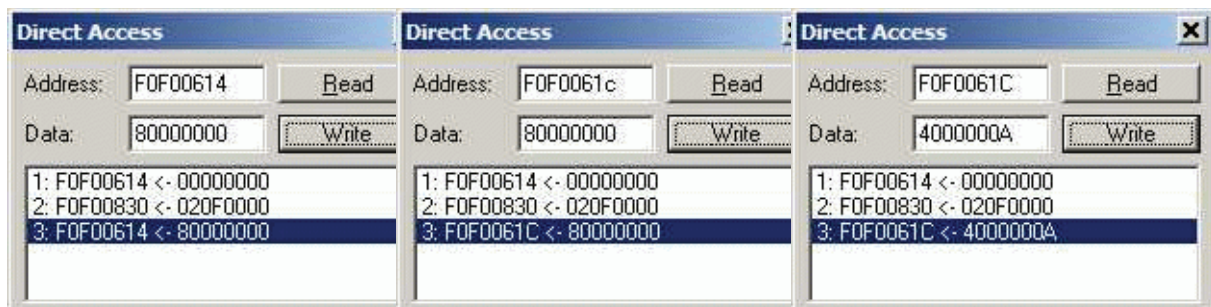 Direct Access
Address: F0F00614 Read
Data: 80000000 Write
1: F0F00614 <- 00000000
2: F0F00830 <- 020F0000
3: F0F00614 <- 80000000
Direct Access
Address: F0F0061c Read
Data: 80000000 Write
1: F0F00614 <- 00000000
2: F0F00830 <- 020F0000
3: F0F0061C <- 80000000
Direct Access
Address: F0F0061C Read
Data: 4000000A Write
1: F0F00614 <- 00000000
2: F0F00830 <- 020F0000
3: F0F0061C <- 4000000A